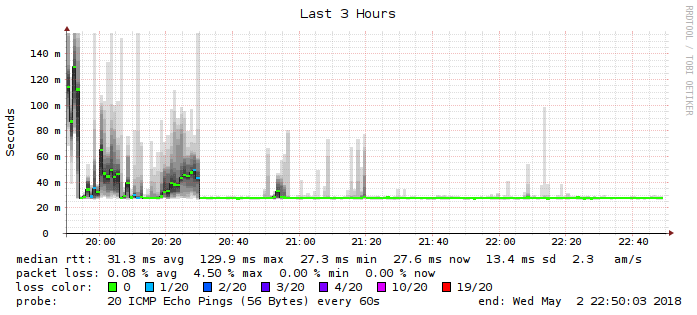 Last 3 Hours
RRDTOOL / TOBI OETIKER
Seconds
140 m
120 m
100 m
80 m
60 m
40 m
20 m
0
20:00 20:20 20:40 21:00 21:20 21:40 22:00 22:20 22:40
median rtt: 31.3 ms avg 129.9 ms max 27.3 ms min 27.6 ms now 13.4 ms sd 2.3 am/s
packet loss: 0.08 % avg 4.50 % max 0.00 % min 0.00 % now
loss color: 0 1/20 2/20 3/20 4/20 10/20 19/20
probe: 20 ICMP Echo Pings (56 Bytes) every 60s end: Wed May 2 22:50:03 2018